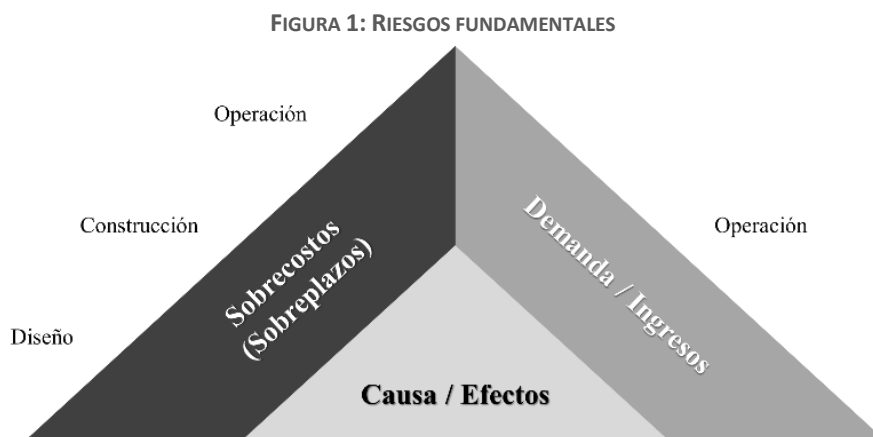 FIGURA 1: RIESGOS FUNDAMENTALES
Operación
Construcción
Diseño
Sobrecostos
(Sobreplazos)
Demanda / Ingresos
Operación
Causa / Efectos